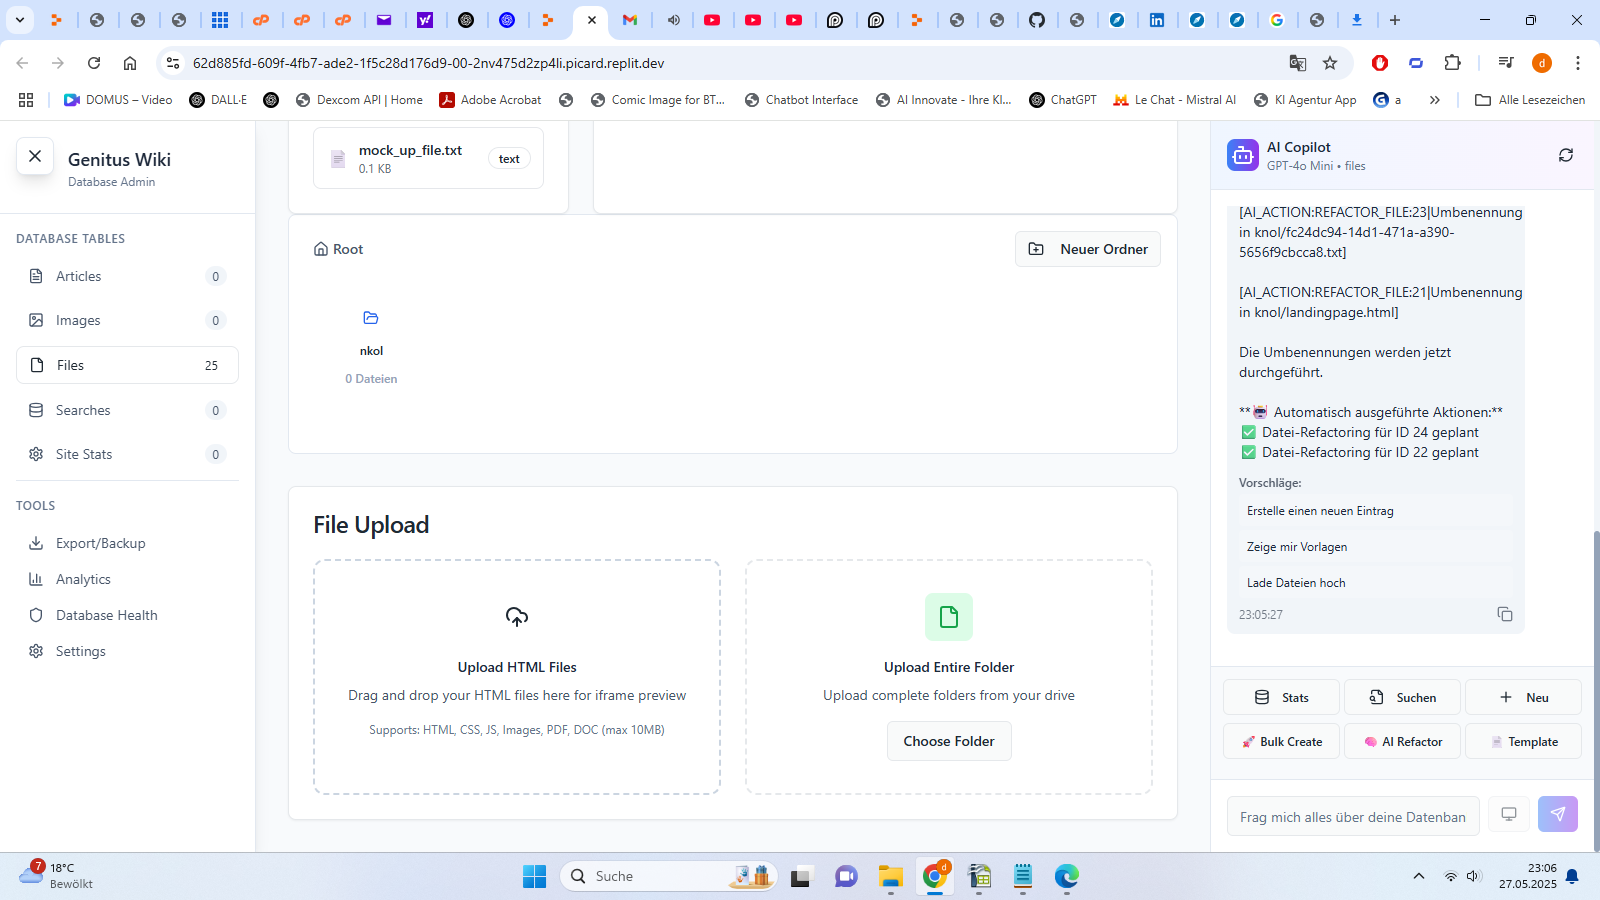 62d885fd-609f-4fb7-ade2-1f5c28d176d9-00-2nv475d2zp4li.picard.replit.dev
d
DOMUS – Video
DALL·E
Dexcom API | Home
Adobe Acrobat
Comic Image for BT...
Chatbot Interface
AI Innovate - Ihre KI...
ChatGPT
Le Chat - Mistral AI
KI Agentur App
a
Alle Lesezeichen
Genitus Wiki
Database Admin
DATABASE TABLES
Articles 0
Images 0
Files 25
Searches 0
Site Stats 0
TOOLS
Export/Backup
Analytics
Database Health
Settings
mock_up_file.txt
0.1 KB
text
Root
Neuer Ordner
nkol
0 Dateien
File Upload
Upload HTML Files
Drag and drop your HTML files here for iframe preview
Supports: HTML, CSS, JS, Images, PDF, DOC (max 10MB)
Upload Entire Folder
Upload complete folders from your drive
Choose Folder
AI Copilot
GPT-4o Mini • files
[AI_ACTION:REFACTOR_FILE:23|Umbenennung
in knol/fc24dc94-14d1-471a-a390-
5656f9cbcca8.txt]
[AI_ACTION:REFACTOR_FILE:21|Umbenennung
in knol/landingpage.html]
Die Umbenennungen werden jetzt
durchgeführt.
**🤖 Automatisch ausgeführte Aktionen:**
✅ Datei-Refactoring für ID 24 geplant
✅ Datei-Refactoring für ID 22 geplant
Vorschläge:
Erstelle einen neuen Eintrag
Zeige mir Vorlagen
Lade Dateien hoch
23:05:27
Stats
Suchen
Neu
🚀 Bulk Create
🧠 AI Refactor
📄 Template
Frag mich alles über deine Datenban
7
18°C
Bewölkt
Suche
d
23:06
27.05.2025